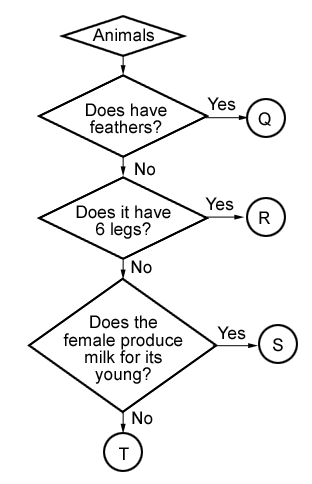 Animals
Does have
feathers?
Yes
Q
No
Does it have
6 legs?
Yes
R
No
Does the
female produce
milk for its
young?
Yes
S
No
T